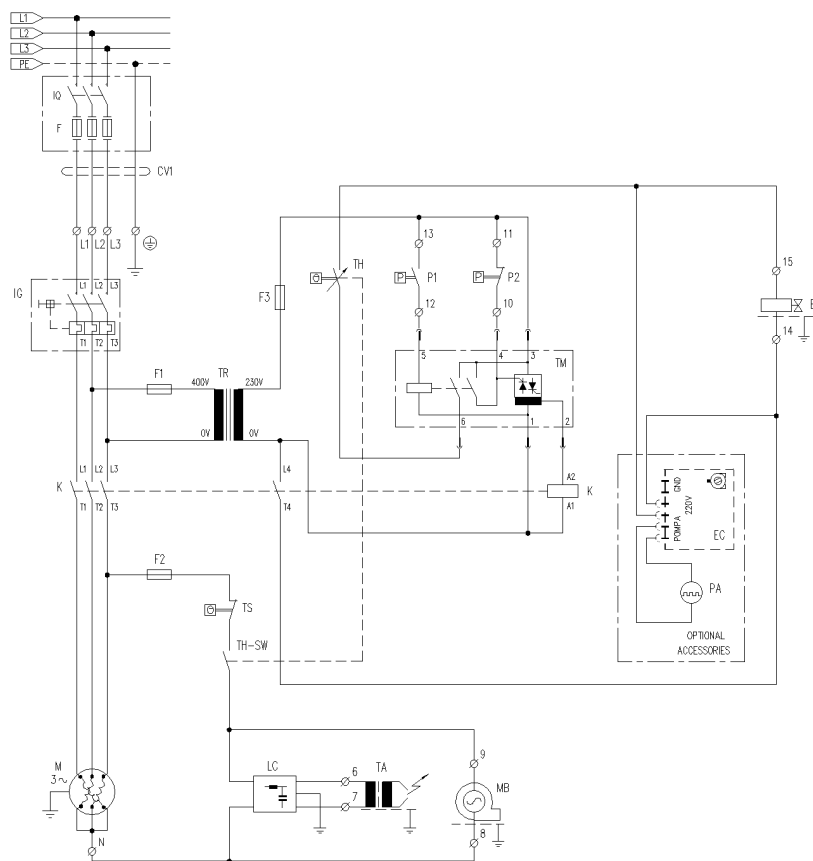 L1
L2
L3
PE
IQ
F
CV1
L1 L2 L3
IG
L1 L2 L3
T1 T2 T3
F1
TR
400V 230V
0V 0V
F3
TH
13 11
P P1 P P2
12 10
5 4 3 TM
6 1 2
15
E
14
K
L1 L2 L3
T1 T2 T3
L4
T4
A2
K
A1
GND
220V
POMPA
EC
PA
OPTIONAL
ACCESSORIES
F2
TS
TH-SW
M
3~
LC
6 TA
7
9
MB
8
N